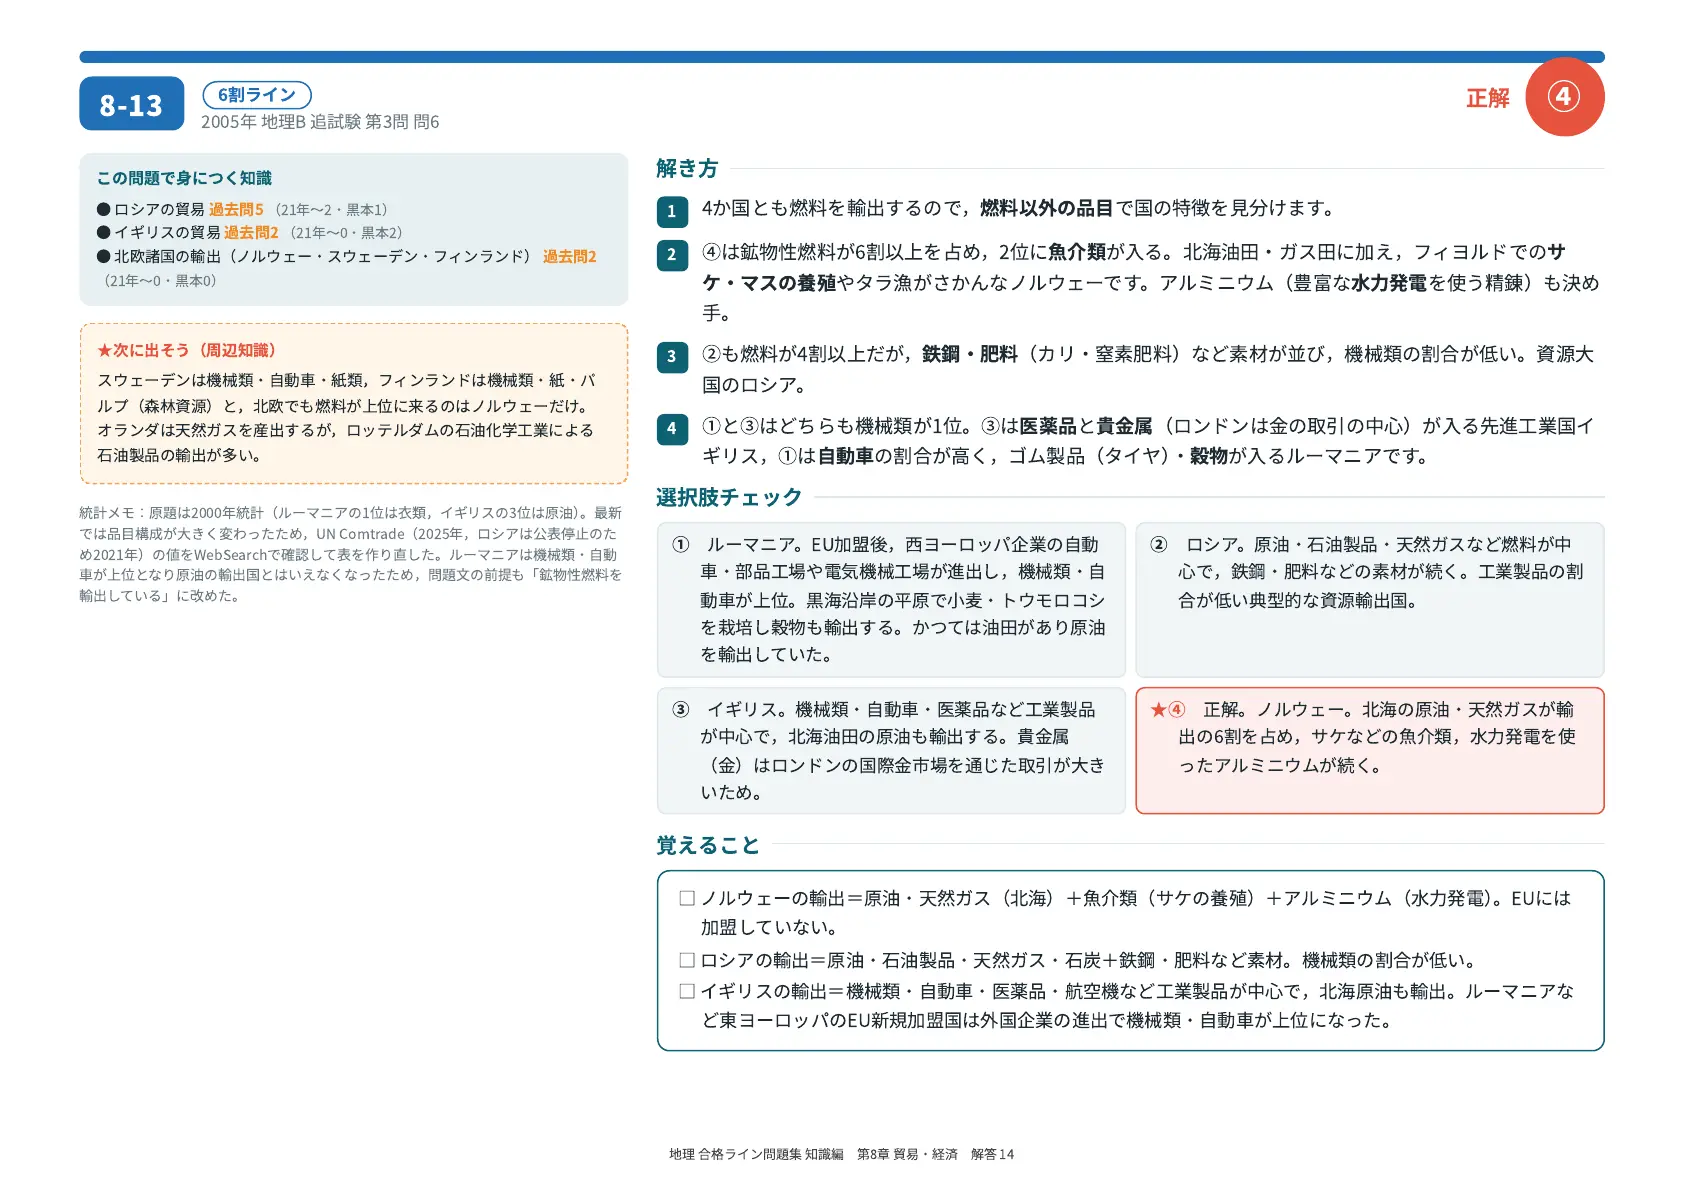 8-13
6割ライン
2005年 地理B 追試験 第3問 問6
正解 ④
この問題で身につく知識
●ロシアの貿易 過去問5 （21年〜2・黒本1）
●イギリスの貿易 過去問2 （21年〜0・黒本2）
●北欧諸国の輸出（ノルウェー・スウェーデン・フィンランド） 過去問2
（21年〜0・黒本0）
★次に出そう（周辺知識）
スウェーデンは機械類・自動車・紙類，フィンランドは機械類・紙・パ
ルプ（森林資源）と，北欧でも燃料が上位に来るのはノルウェーだけ。
オランダは天然ガスを産出するが，ロッテルダムの石油化学工業による
石油製品の輸出が多い。
統計メモ：原題は2000年統計（ルーマニアの1位は衣類，イギリスの3位は原油）。最新
では品目構成が大きく変わったため，UN Comtrade（2025年，ロシアは公表停止のた
め2021年）の値をWebSearchで確認して表を作り直した。ルーマニアは機械類・自動
車が上位となり原油の輸出国とはいえなくなったため，問題文の前提も「鉱物性燃料を
輸出している」に改めた。
解き方
1 4か国とも燃料を輸出するので，燃料以外の品目で国の特徴を見分けます。
2 ④は鉱物性燃料が6割以上を占め，2位に魚介類が入る。北海油田・ガス田に加え，フィヨルドでのサ
ケ・マスの養殖やタラ漁がさかんなノルウェーです。アルミニウム（豊富な水力発電を使う精錬）も決め
手。
3 ②も燃料が4割以上だが，鉄鋼・肥料（カリ・窒素肥料）など素材が並び，機械類の割合が低い。資源大
国のロシア。
4 ①と③はどちらも機械類が1位。③は医薬品と貴金属（ロンドンは金の取引の中心）が入る先進工業国イ
ギリス，①は自動車の割合が高く，ゴム製品（タイヤ）・穀物が入るルーマニアです。
選択肢チェック
① ルーマニア。EU加盟後，西ヨーロッパ企業の自動
車・部品工場や電気機械工場が進出し，機械類・自
動車が上位。黒海沿岸の平原で小麦・トウモロコシ
を栽培し穀物も輸出する。かつては油田があり原油
を輸出していた。
② ロシア。原油・石油製品・天然ガスなど燃料が中
心で，鉄鋼・肥料などの素材が続く。工業製品の割
合が低い典型的な資源輸出国。
③ イギリス。機械類・自動車・医薬品など工業製品
が中心で，北海油田の原油も輸出する。貴金属
（金）はロンドンの国際金市場を通じた取引が大き
いため。
★④ 正解。ノルウェー。北海の原油・天然ガスが輸
出の6割を占め，サケなどの魚介類，水力発電を使
ったアルミニウムが続く。
覚えること
□ ノルウェーの輸出＝原油・天然ガス（北海）＋魚介類（サケの養殖）＋アルミニウム（水力発電）。EUには
加盟していない。
□ ロシアの輸出＝原油・石油製品・天然ガス・石炭＋鉄鋼・肥料など素材。機械類の割合が低い。
□ イギリスの輸出＝機械類・自動車・医薬品・航空機など工業製品が中心で，北海原油も輸出。ルーマニアな
ど東ヨーロッパのEU新規加盟国は外国企業の進出で機械類・自動車が上位になった。
地理 合格ライン問題集 知識編 第8章 貿易・経済 解答14